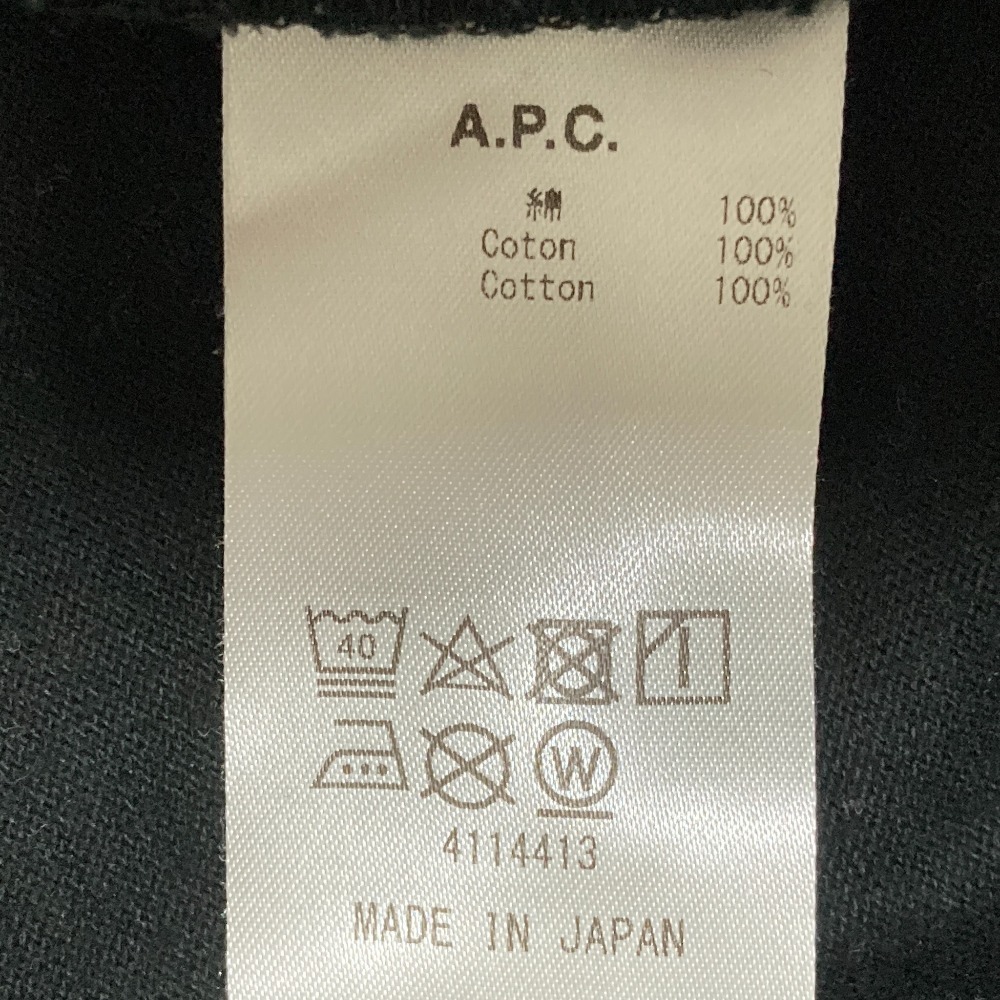 A.P.C.
綿 100%
Coton 100%
Cotton 100%
40
W
4114413
MADE IN JAPAN